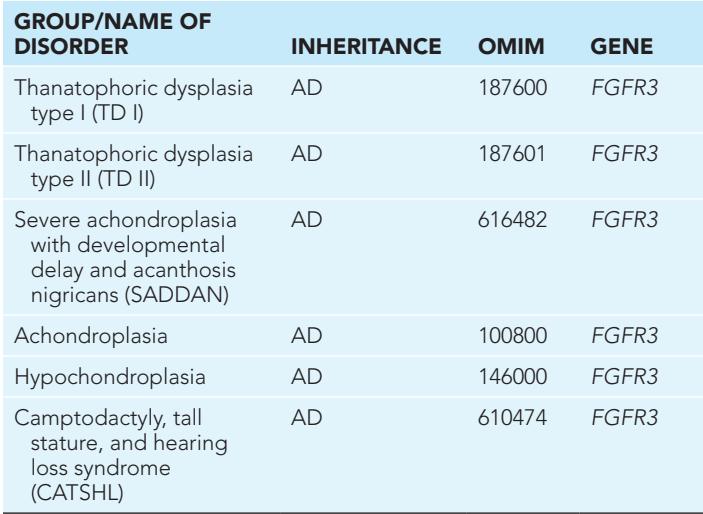 GROUP/NAME OF
DISORDER INHERITANCE OMIM GENE
Thanatophoric dysplasia AD 187600 FGFR3
type I (TD I)
Thanatophoric dysplasia AD 187601 FGFR3
type II (TD II)
Severe achondroplasia AD 616482 FGFR3
with developmental
delay and acanthosis
nigricans (SADDAN)
Achondroplasia AD 100800 FGFR3
Hypochondroplasia AD 146000 FGFR3
Camptodactyly, tall AD 610474 FGFR3
stature, and hearing
loss syndrome
(CATSHL)